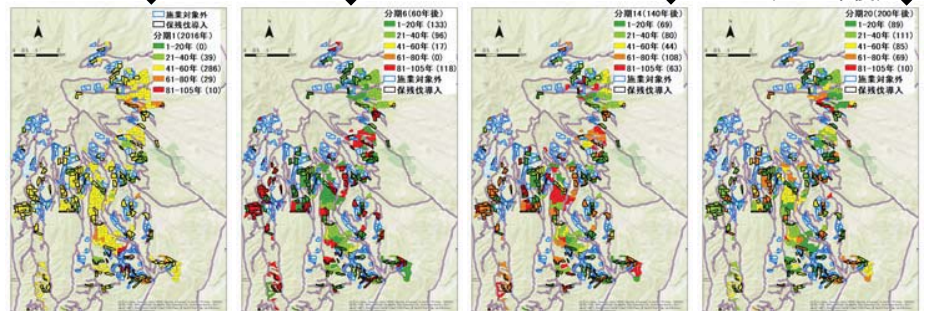 施業対象外
保残伐導入
分期1(2016年)
1-20年 (0)
21-40年 (39)
41-60年 (286)
61-80年 (29)
81-105年 (10)
分期6(60年後)
1-20年 (133)
21-40年 (96)
41-60年 (17)
61-80年 (0)
81-105年 (118)
施業対象外
保残伐導入
分期14(140年後)
1-20年 (69)
21-40年 (80)
41-60年 (44)
61-80年 (108)
81-105年 (63)
施業対象外
保残伐導入
分期20(200年後)
1-20年 (89)
21-40年 (111)
41-60年 (85)
61-80年 (69)
81-105年 (10)
施業対象外
保残伐導入